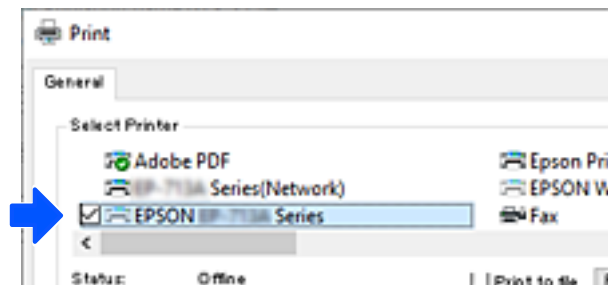 Print
General
Select Printer
Adobe PDF
Epson Pri
Series(Network)
EPSON W
EPSON Series
Fax
Status: Offline
Print to file